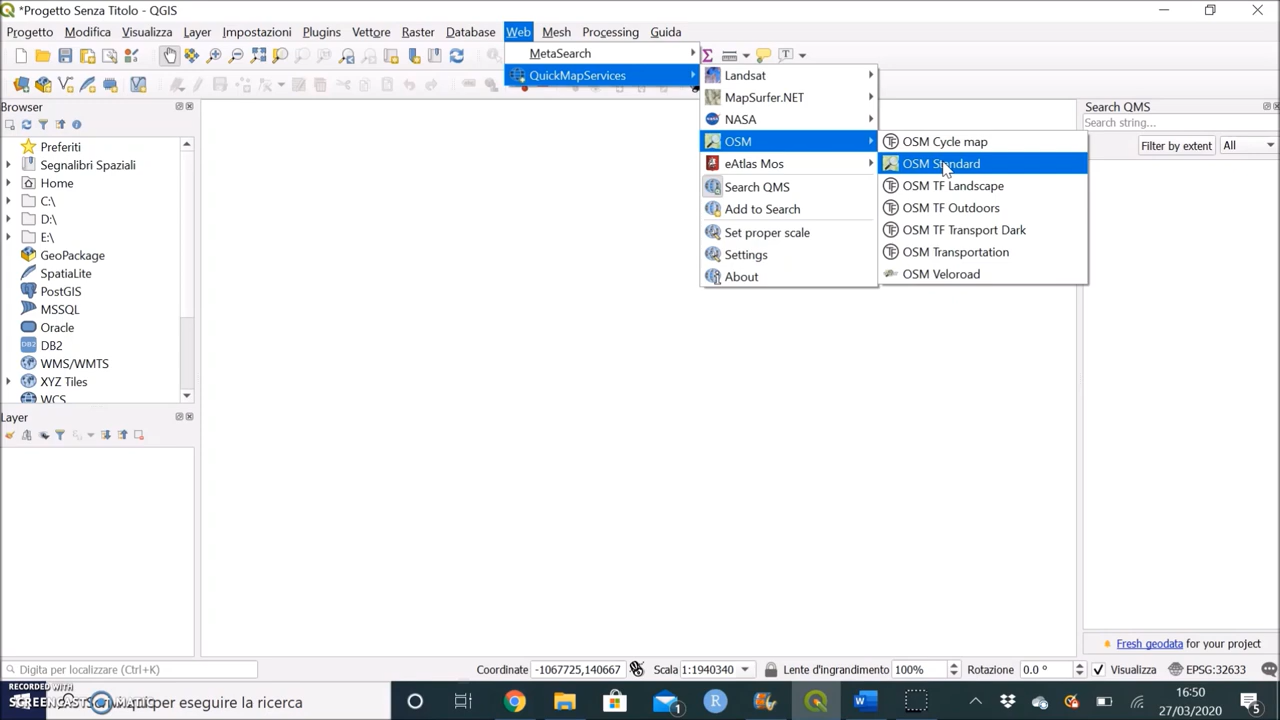 *Progetto Senza Titolo - QGIS
Progetto Modifica Visualizza Layer Impostazioni Plugins Vettore Raster Database Web Mesh Processing Guida
MetaSearch
QuickMapServices
Landsat
MapSurfer.NET
NASA
OSM
eAtlas Mos
Search QMS
Add to Search
Set proper scale
Settings
About
OSM Cycle map
OSM Standard
OSM TF Landscape
OSM TF Outdoors
OSM TF Transport Dark
OSM Transportation
OSM Veloroad
Browser
Preferiti
Segnalibri Spaziali
Home
C:\
D:\
E:\
GeoPackage
SpatiaLite
PostGIS
MSSQL
Oracle
DB2
WMS/WMTS
XYZ Tiles
WCS
Layer
Search QMS
Search string...
Filter by extent All
Fresh geodata for your project
Digita per localizzare (Ctrl+K) Coordinate -1067725,140667 Scala 1:1940340 Lente d'ingrandimento 100% Rotazione 0.0 ° Visualizza EPSG:32633
RECORDED WITH
per eseguire la ricerca
16:50
27/03/2020
1
5